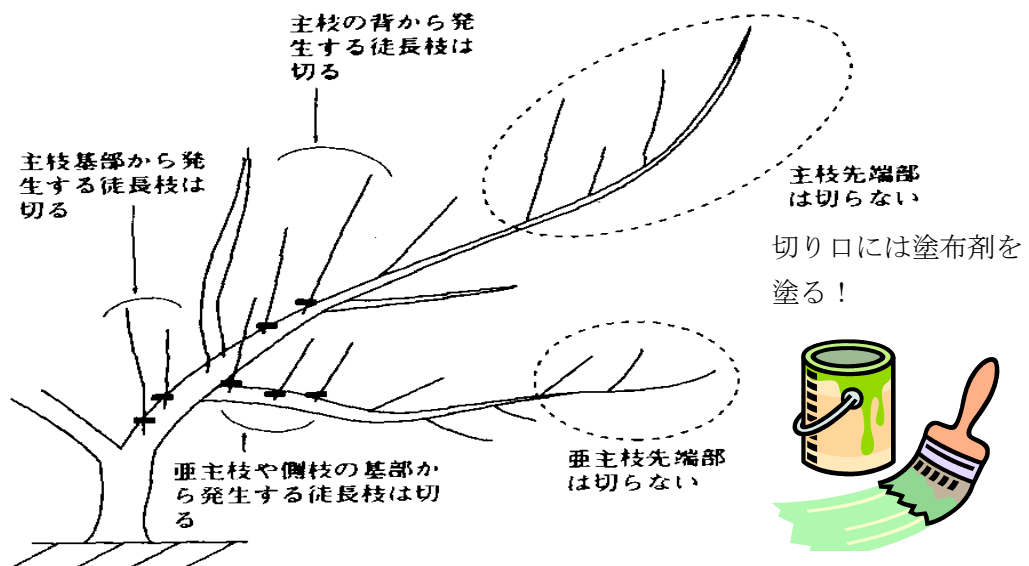 主枝の背から発
生する徒長枝は
切る
主枝基部から発
生する徒長枝は
切る
主枝先端部
は切らない
切り口には塗布剤を
塗る！
亜主枝や側枝の基部か
ら発生する徒長枝は切
る
亜主枝先端部
は切らない